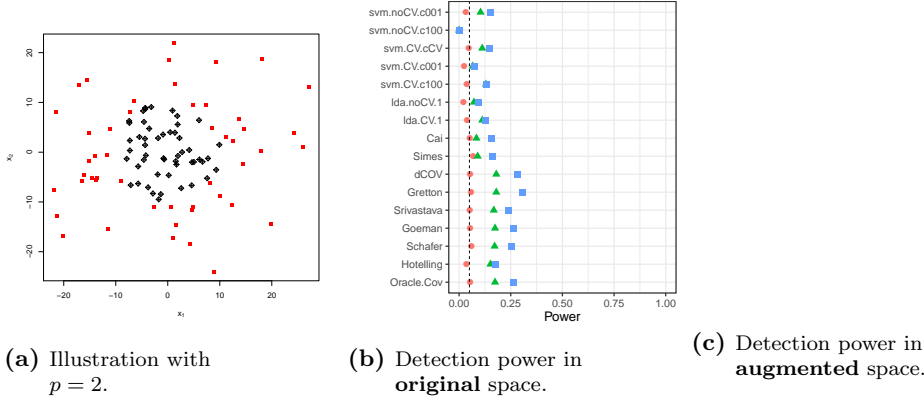 20
10
0
-10
-20
x2
-20
-10
0
10
20
x1
svm.noCV.c001
svm.noCV.c100
svm.CV.cCV
svm.CV.c001
svm.CV.c100
lda.noCV.1
lda.CV.1
Cai
Simes
dCOV
Gretton
Srivastava
Goeman
Schafer
Hotelling
Oracle.Cov
0.00
0.25
0.50
0.75
1.00
Power
(a) Illustration with
p = 2.
(b) Detection power in
original space.
(c) Detection power in
augmented space.